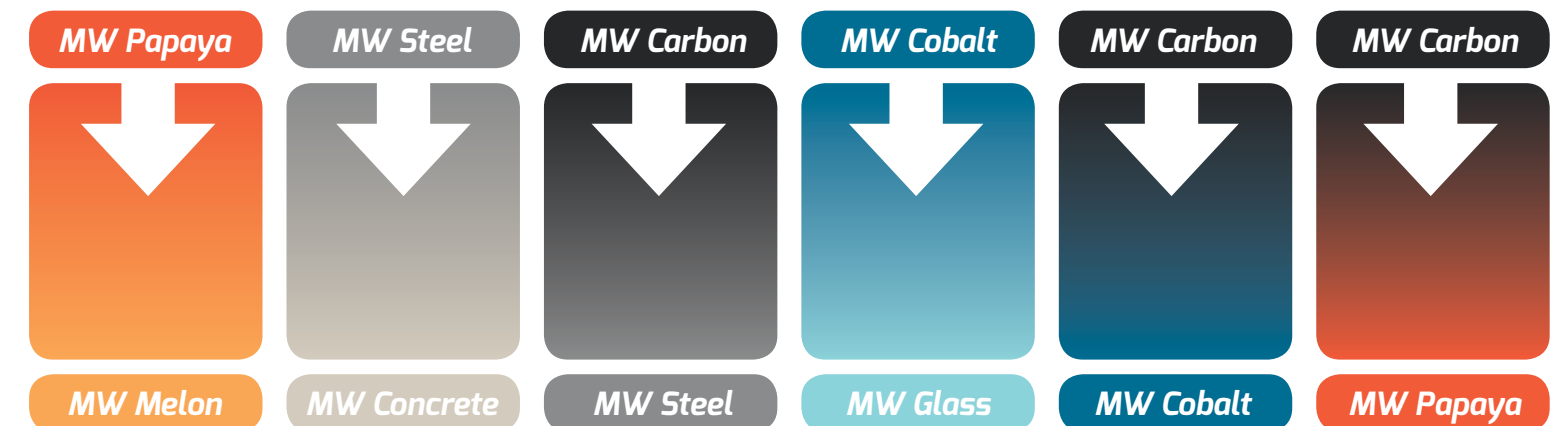 MW Papaya MW Steel MW Carbon MW Cobalt MW Carbon MW Carbon
MW Melon MW Concrete MW Steel MW Glass MW Cobalt MW Papaya